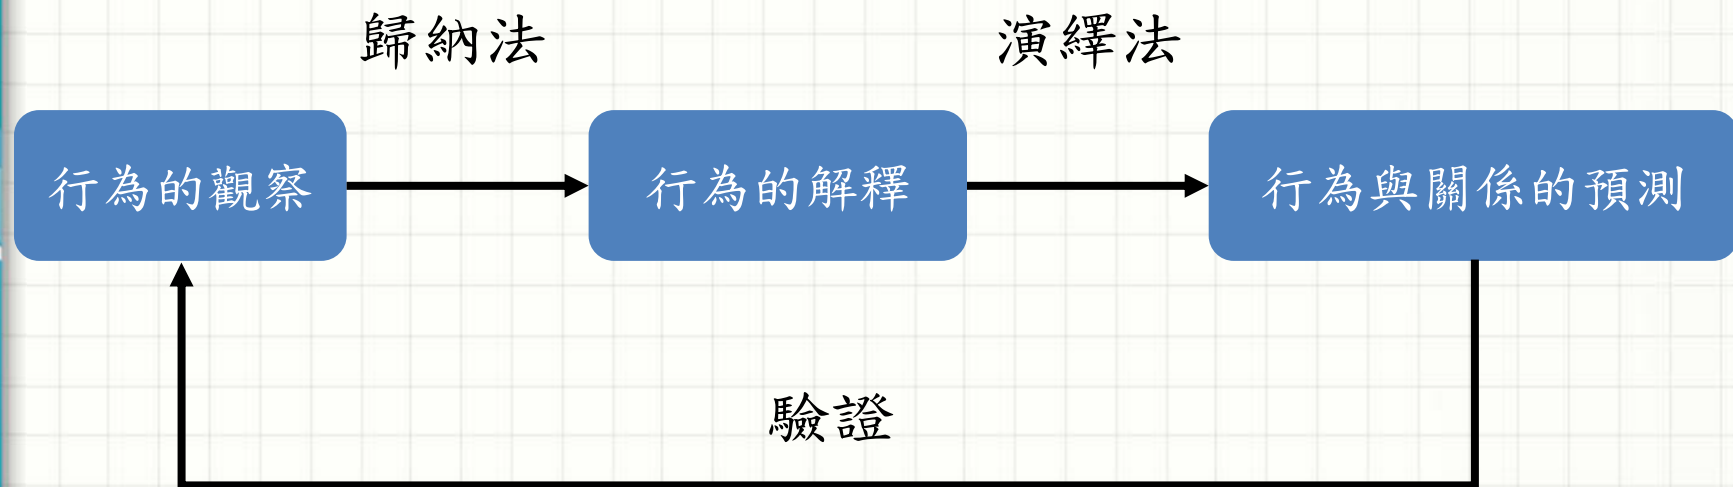 歸納法
演繹法
行為的觀察
行為的解釋
行為與關係的預測
驗證